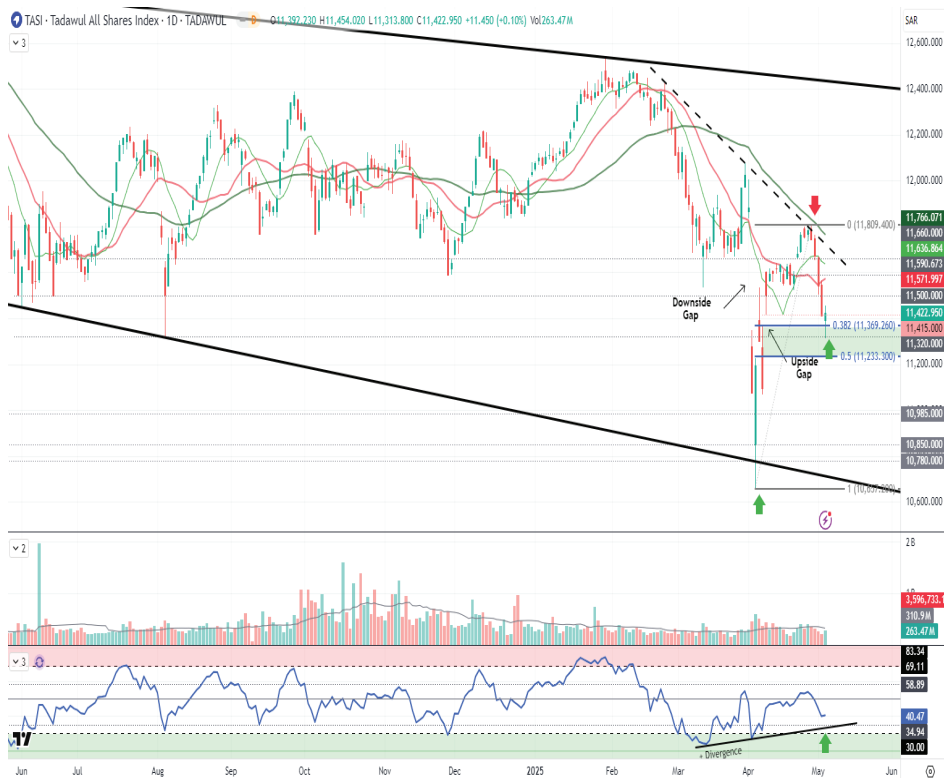 TASI · Tadawul All Shares Index · 1D · TADAWUL D O11,397.230 H11,454.020 L11,313.800 C11,422.950 +11.450 (+0.10%) Vol263.47M
SAR
3
12,600.000
12,400.000
12,200.000
12,000.000
11,766.071
0 (11,809.400)
11,660.000
11,636.864
11,590.673
11,571.997
11,500.000
Downside
Gap
11,422.950
0.382 (11,369.260)
11,415.000
11,320.000
Upside
Gap
0.5 (11,233.300)
11,200.000
10,985.000
10,850.000
10,780.000
1 (10,657.200)
10,600.000
2
2B
3,596,733.1
310.9M
263.47M
3
83.34
69.11
58.89
40.47
34.94
30.00
+ Divergence
Jun Jul Aug Sep Oct Nov Dec 2025 Feb Mar Apr May Jun